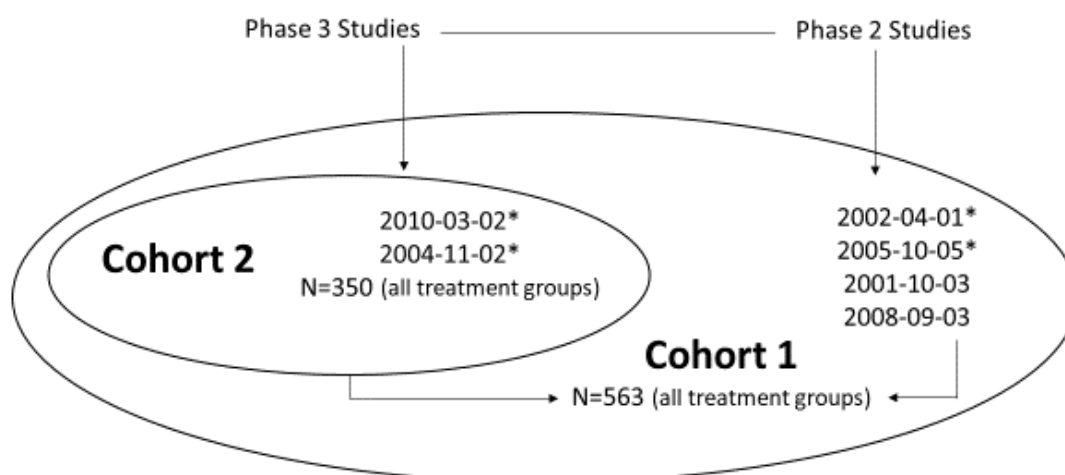 Phase 3 Studies
Phase 2 Studies
2010-03-02*
2004-11-02*
Cohort 2
N=350 (all treatment groups)
2002-04-01*
2005-10-05*
2001-10-03
2008-09-03
Cohort 1
N=563 (all treatment groups)